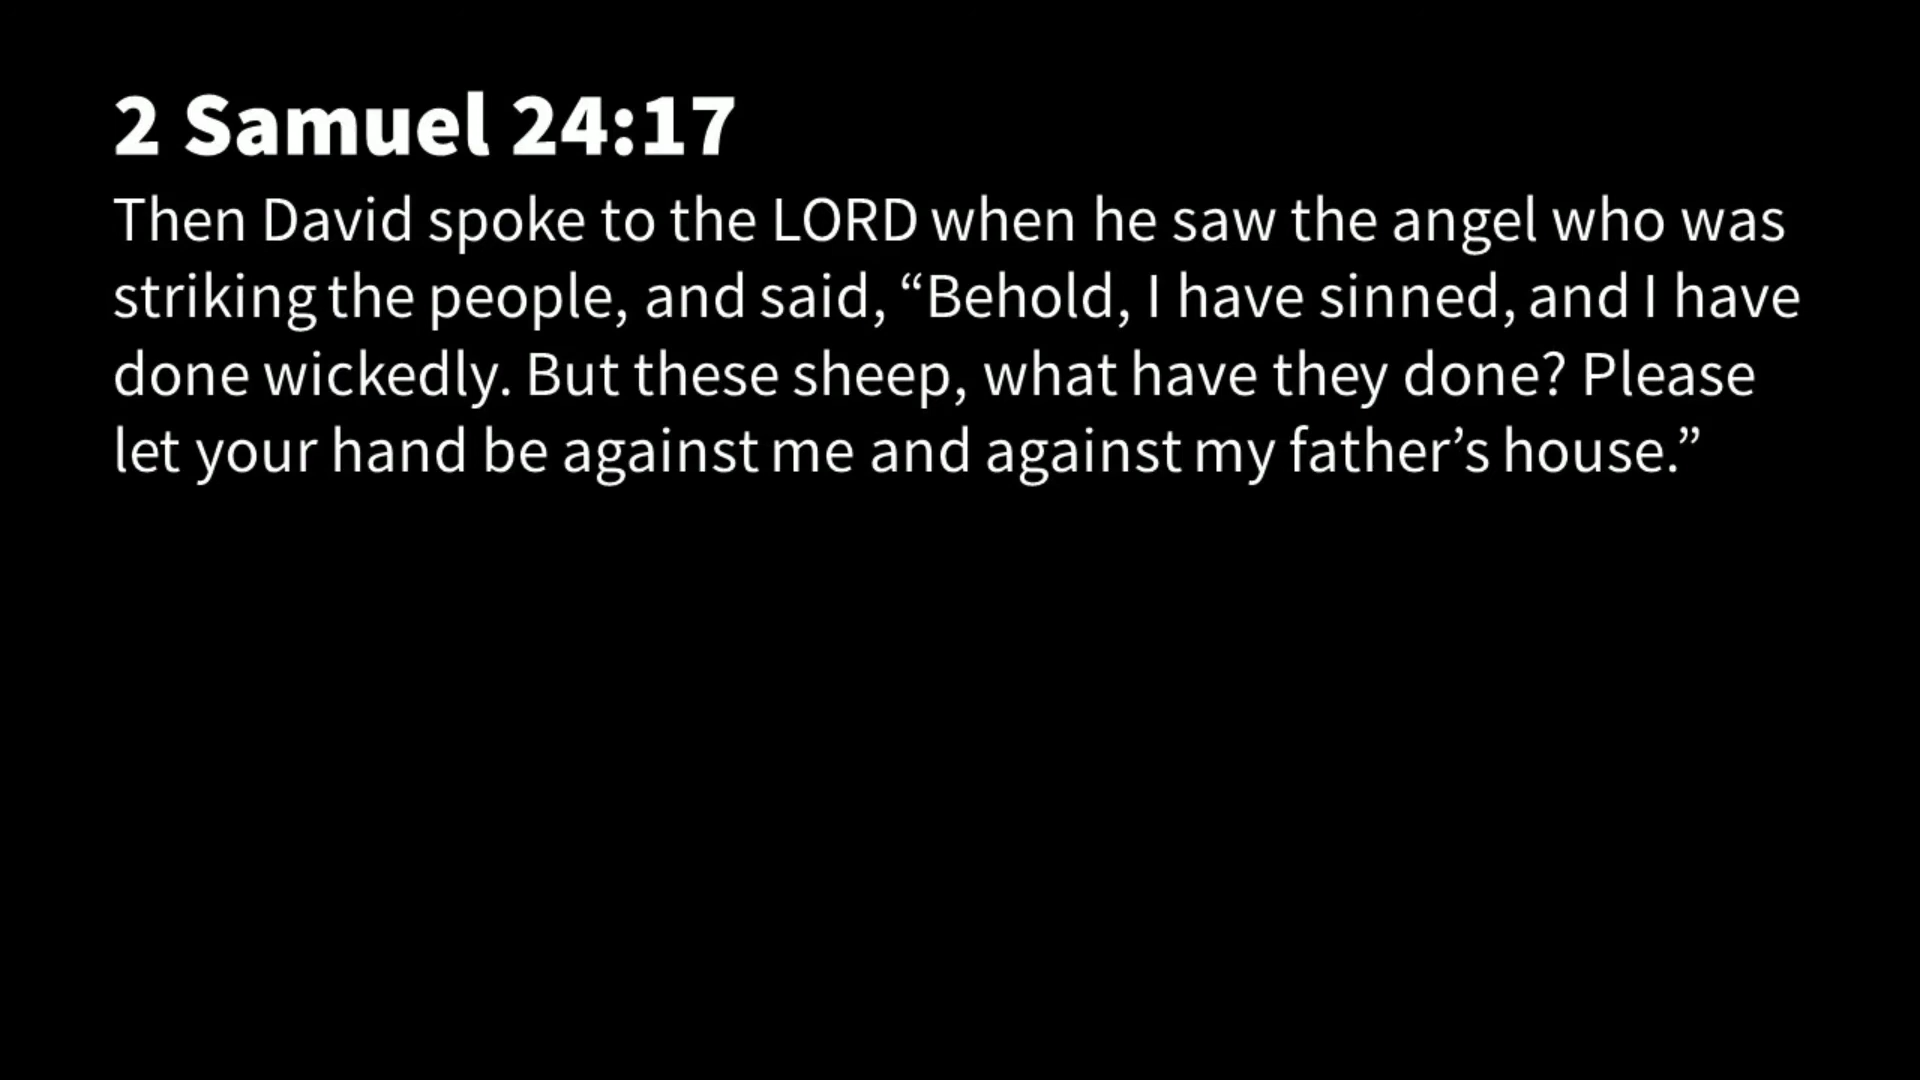 2 Samuel 24:17
Then David spoke to the LORD when he saw the angel who was
striking the people, and said, “Behold, I have sinned, and I have
done wickedly. But these sheep, what have they done? Please
let your hand be against me and against my father’s house.”